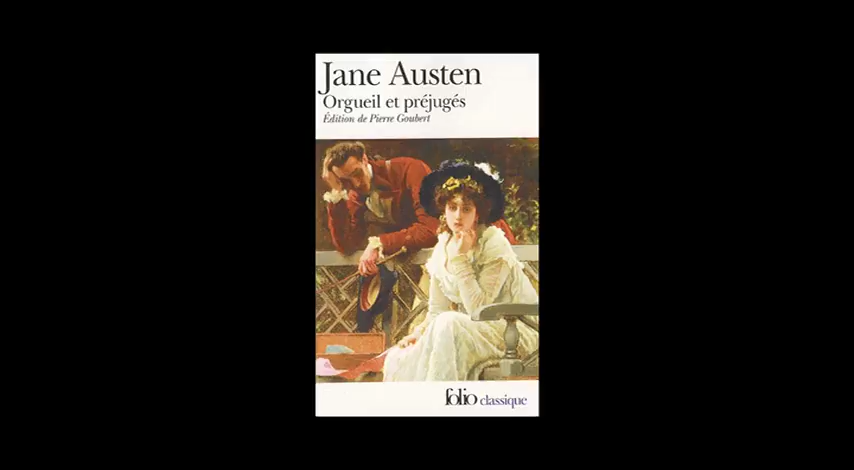 Jane Austen
Orgueil et préjugés
Édition de Pierre Goubert
folio classique